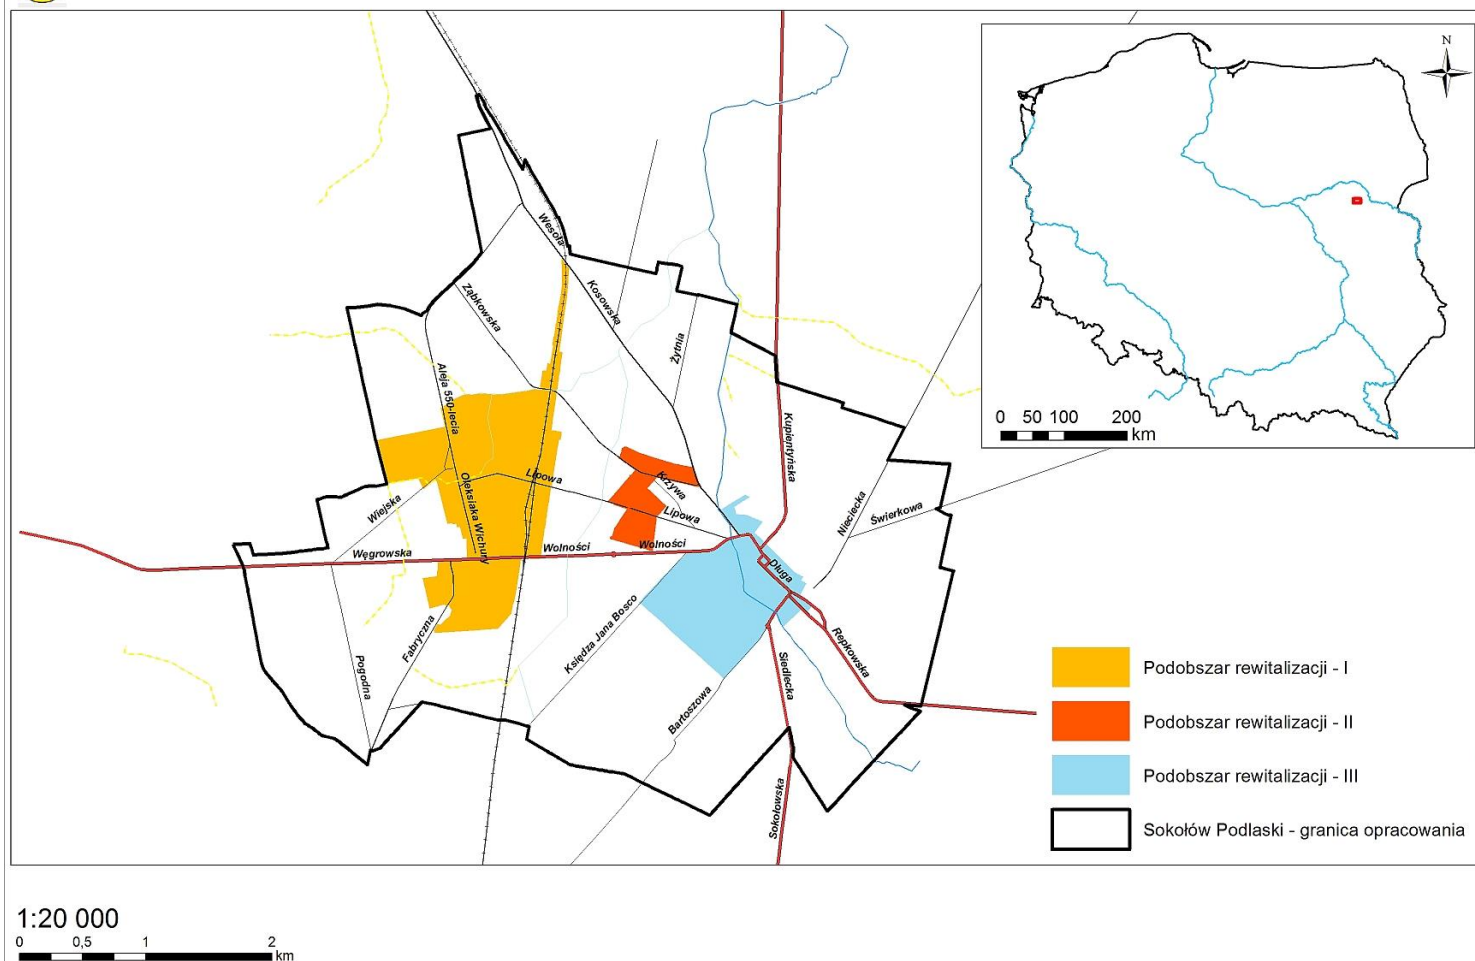 N
Wesoła
Ząbkowska
Kosowska
Żytnia
Aleja 550-lecia
Kupientyńska
0 50 100 200
km
Lipowa
Krzywa
Oleksiaka Wichury
Wiejska
Lipowa
Nieciecka
Świerkowa
Węgrowska
Wolności
Wolności
Długa
Księdza Jana Bosco
Fabryczna
Pogodna
Repkowska
Siedlecka
Bartoszowa
Sokołowska
Podobszar rewitalizacji - I
Podobszar rewitalizacji - II
Podobszar rewitalizacji - III
Sokołów Podlaski - granica opracowania
1:20 000
0 0,5 1 2
km